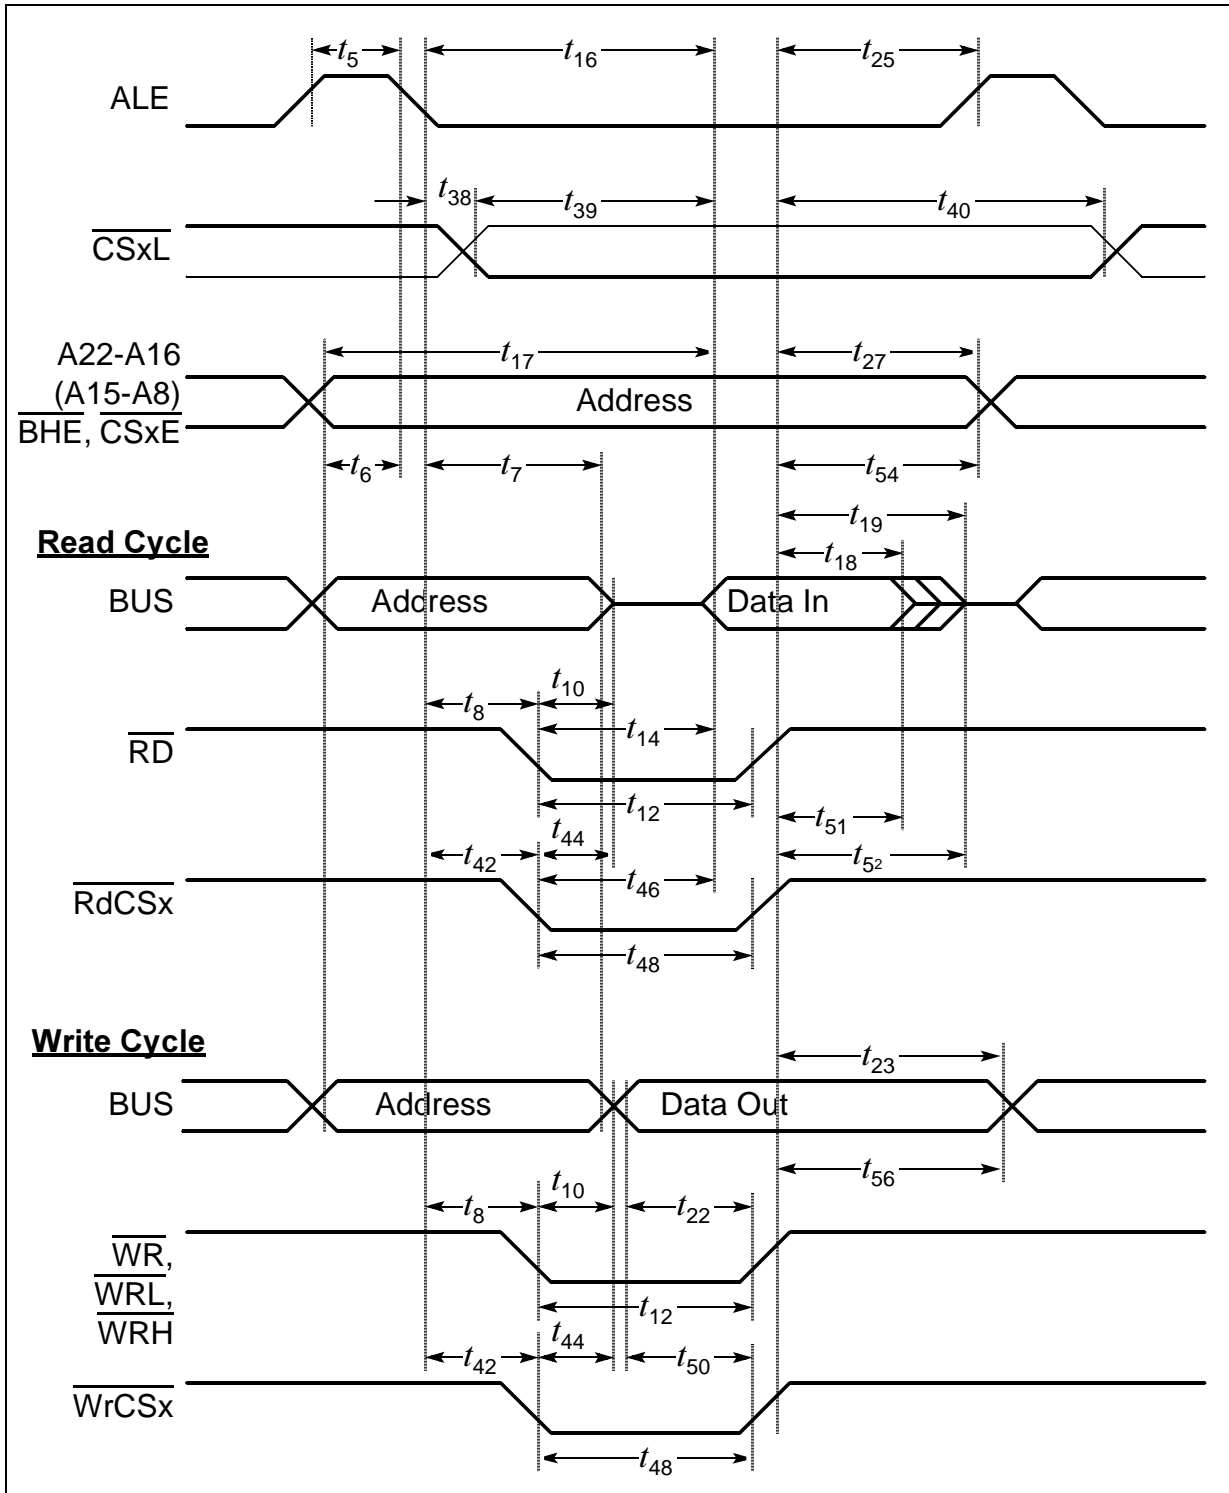 t5 t16 t25
ALE
t38 t39 t40
CSxL
A22-A16
(A15-A8)
BHE, CSxE
t17 t27
Address
t6 t7 t54
t19
Read Cycle
t18
BUS Address Data In
t10
t8
t14
RD
t12 t51
t44
t42 t52
t46
RdCSx
t48
Write Cycle
t23
BUS Address Data Out
t56
t10
t8 t22
WR,
WRL,
WRH
t12
t44
t42 t50
WrCSx
t48